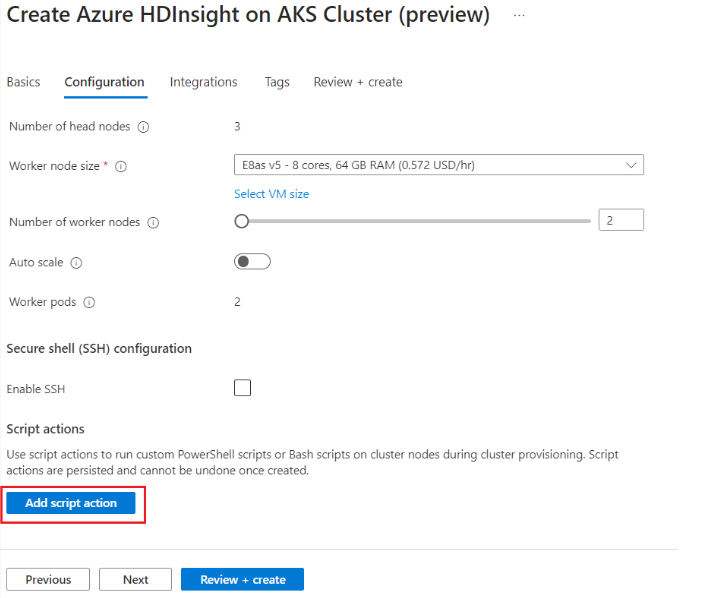 Create Azure HDInsight on AKS Cluster (preview) ...
Basics Configuration Integrations Tags Review + create
Number of head nodes 3
Worker node size * E8as v5 - 8 cores, 64 GB RAM (0.572 USD/hr)
Select VM size
Number of worker nodes 2
Auto scale
Worker pods 2
Secure shell (SSH) configuration
Enable SSH
Script actions
Use script actions to run custom PowerShell scripts or Bash scripts on cluster nodes during cluster provisioning. Script
actions are persisted and cannot be undone once created.
Add script action
Previous Next Review + create